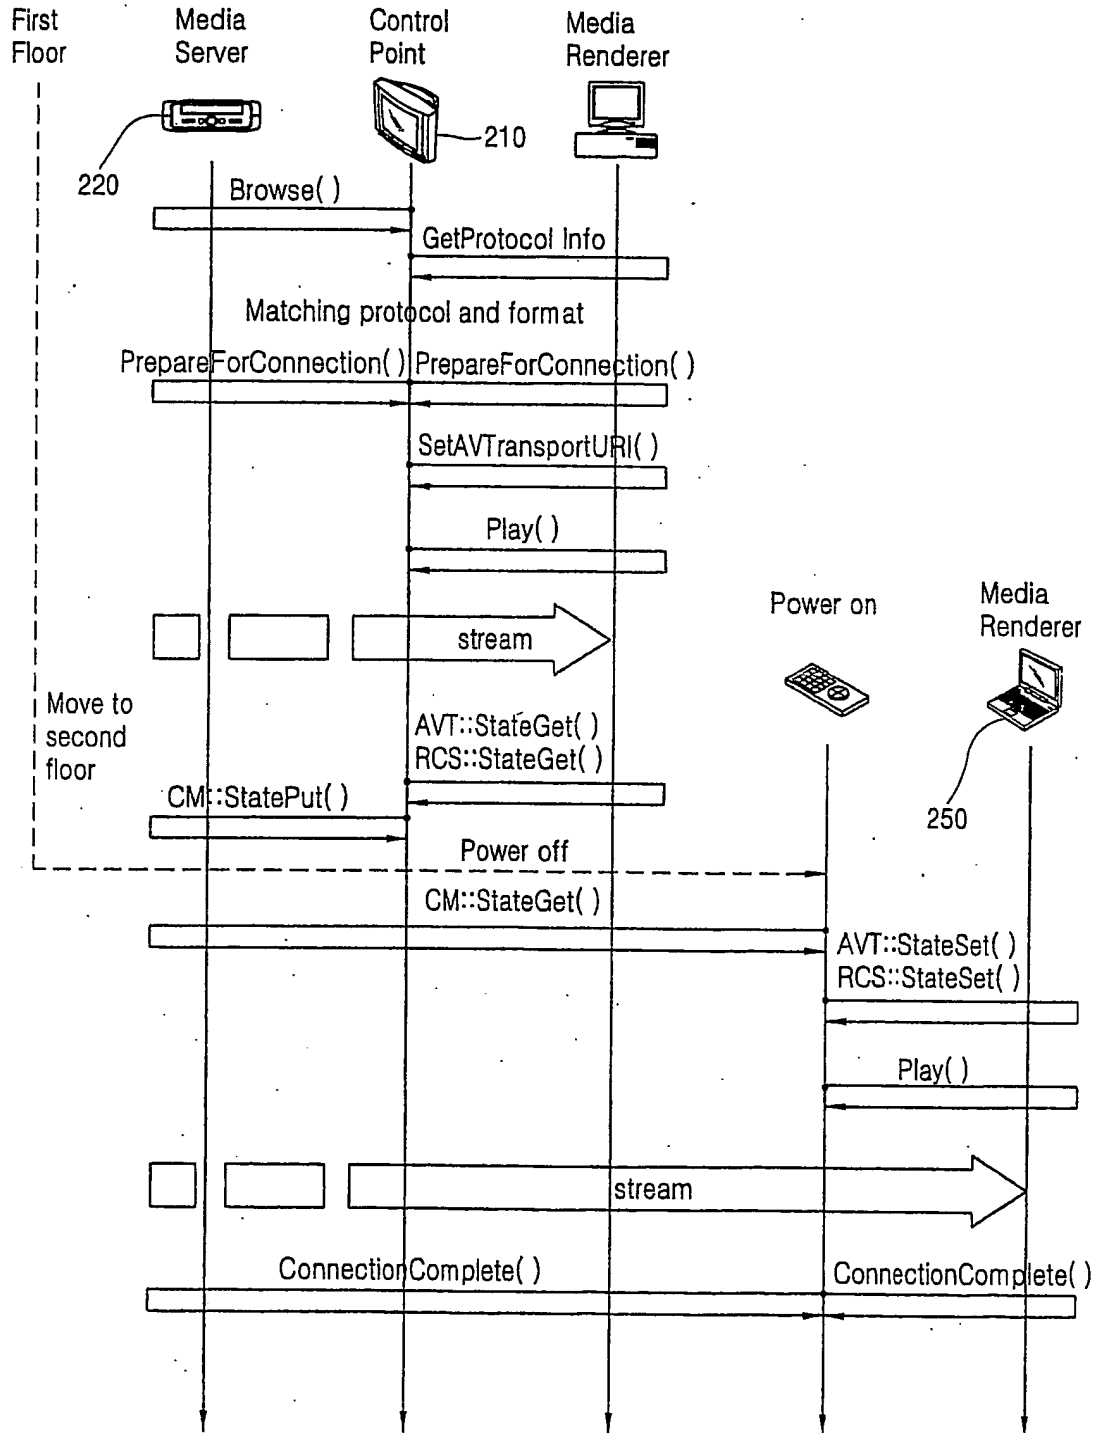 First
Floor
Media
Server
Control
Point
Media
Renderer
220
210
Browse( )
GetProtocol Info
Matching protocol and format
PrepareForConnection( )
PrepareForConnection( )
SetAVTransportURI( )
Play( )
stream
Power on
Media
Renderer
Move to
second
floor
AVT::StateGet( )
RCS::StateGet( )
250
CM::StatePut( )
Power off
CM::StateGet( )
AVT::StateSet( )
RCS::StateSet( )
Play( )
stream
ConnectionComplete( )
ConnectionComplete( )